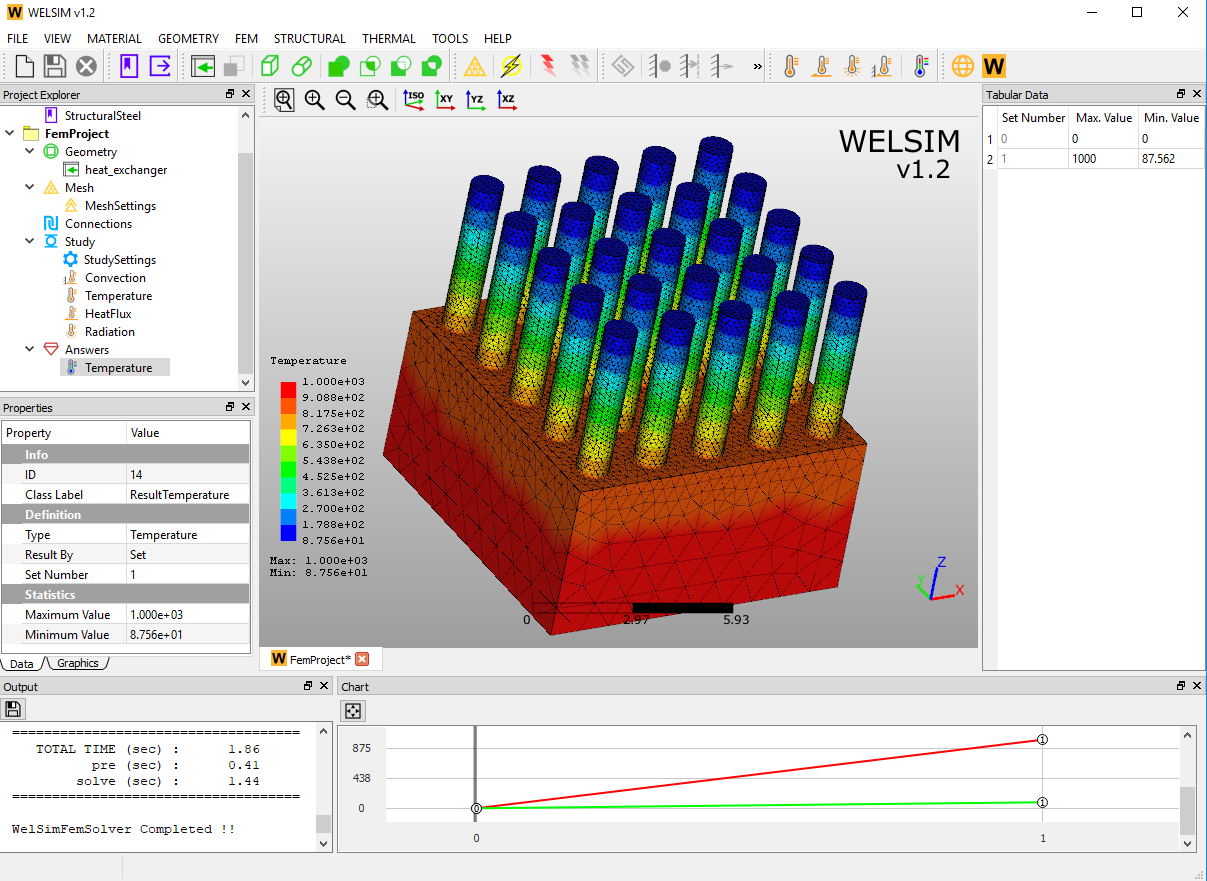 WELSIM v1.2
FILE VIEW MATERIAL GEOMETRY FEM STRUCTURAL THERMAL TOOLS HELP
W
Project Explorer
StructuralSteel
FemProject
Geometry
heat_exchanger
Mesh
MeshSettings
Connections
Study
StudySettings
Convection
Temperature
HeatFlux
Radiation
Answers
Temperature
Properties
Property Value
Info
ID 14
Class Label ResultTemperature
Definition
Type Temperature
Result By Set
Set Number 1
Statistics
Maximum Value 1.000e+03
Minimum Value 8.756e+01
Data Graphics
ISO XY YZ XZ
WELSIM
v1.2
Temperature
1.000e+03
9.088e+02
8.175e+02
7.263e+02
6.350e+02
5.438e+02
4.525e+02
3.613e+02
2.700e+02
1.788e+02
8.756e+01
Max: 1.000e+03
Min: 8.756e+01
0 2.97 5.93
Z
Y
X
W FemProject*
Tabular Data
Set Number Max. Value Min. Value
1 0 0 0
2 1 1000 87.562
Output
====================================
TOTAL TIME (sec) : 1.86
pre (sec) : 0.41
solve (sec) : 1.44
====================================
WelSimFemSolver Completed !!
Chart
875
438
0
0
1
1
0 1